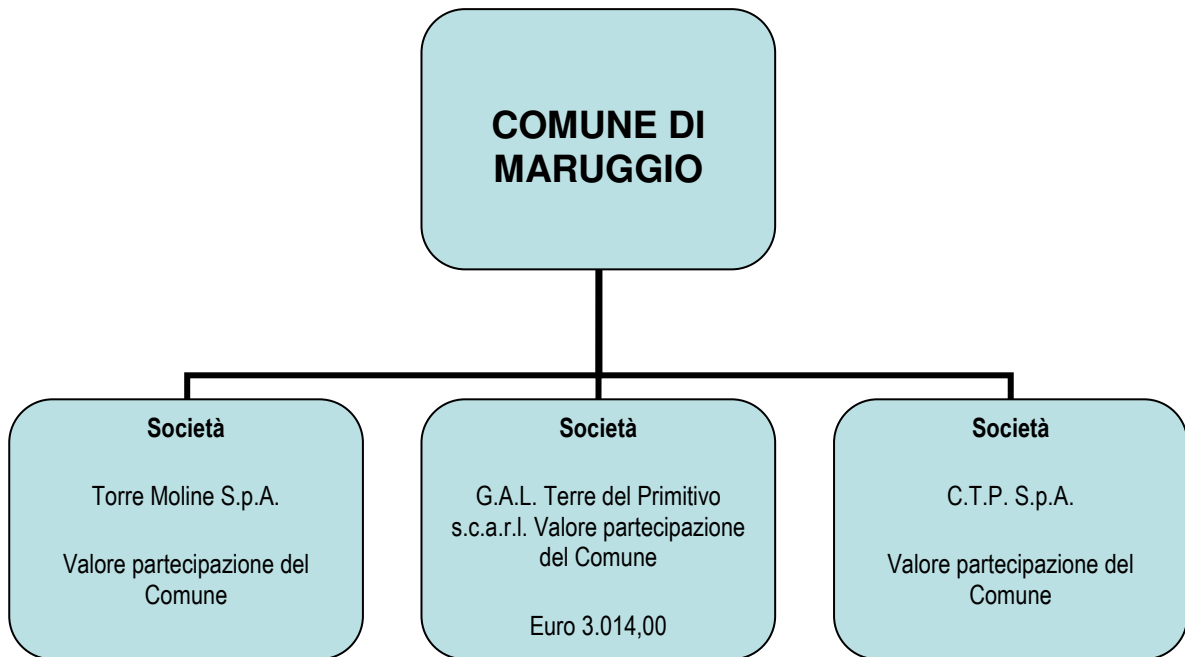 COMUNE DI
MARUGGIO
Società
Torre Moline S.p.A.
Valore partecipazione del
Comune
Società
G.A.L. Terre del Primitivo
s.c.a.r.l. Valore partecipazione
del Comune
Euro 3.014,00
Società
C.T.P. S.p.A.
Valore partecipazione del
Comune